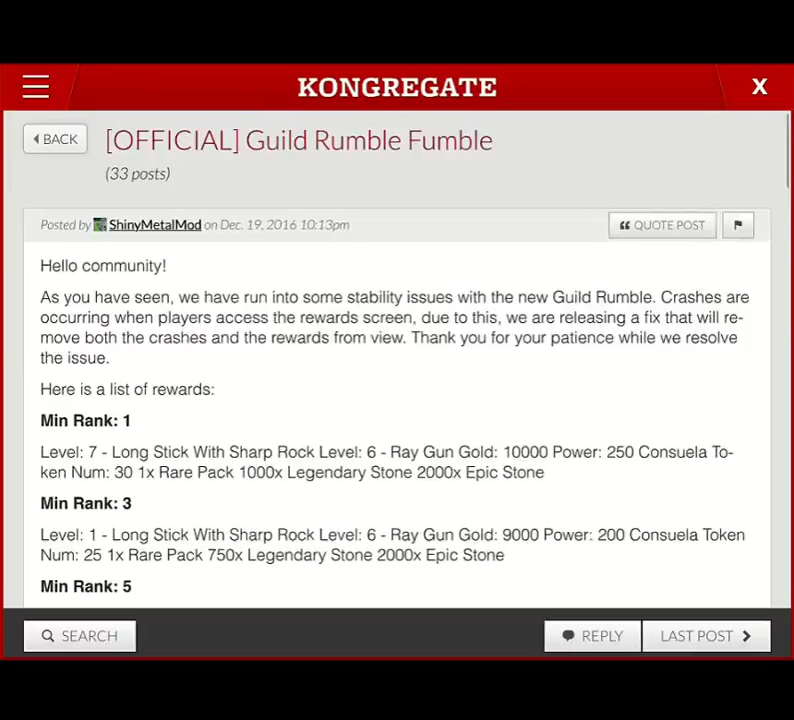 KONGREGATE
X
BACK
[OFFICIAL] Guild Rumble Fumble
(33 posts)
Posted by ShinyMetalMod on Dec. 19, 2016 10:13pm
QUOTE POST
Hello community!
As you have seen, we have run into some stability issues with the new Guild Rumble. Crashes are
occurring when players access the rewards screen, due to this, we are releasing a fix that will re-
move both the crashes and the rewards from view. Thank you for your patience while we resolve
the issue.
Here is a list of rewards:
Min Rank: 1
Level: 7 - Long Stick With Sharp Rock Level: 6 - Ray Gun Gold: 10000 Power: 250 Consuela To-
ken Num: 30 1x Rare Pack 1000x Legendary Stone 2000x Epic Stone
Min Rank: 3
Level: 1 - Long Stick With Sharp Rock Level: 6 - Ray Gun Gold: 9000 Power: 200 Consuela Token
Num: 25 1x Rare Pack 750x Legendary Stone 2000x Epic Stone
Min Rank: 5
SEARCH
REPLY
LAST POST